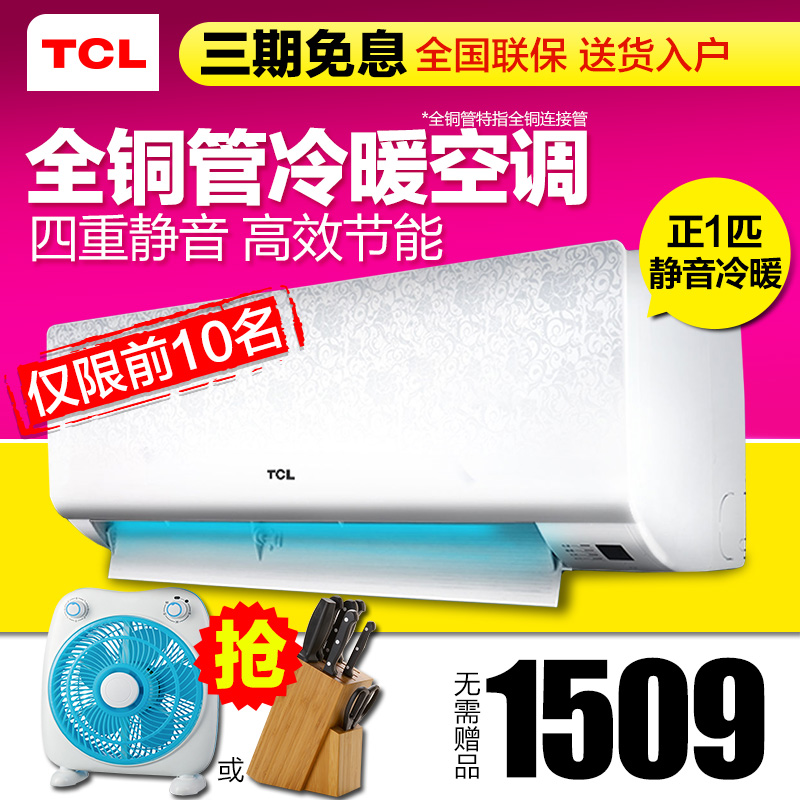 TCL
三期免息 全国联保 送货入户
*全铜管特指全铜连接管
全铜管冷暖空调
四重静音 高效节能
正1匹
静音冷暖
仅限前10名
TCL
抢
或
无需赠品
1509